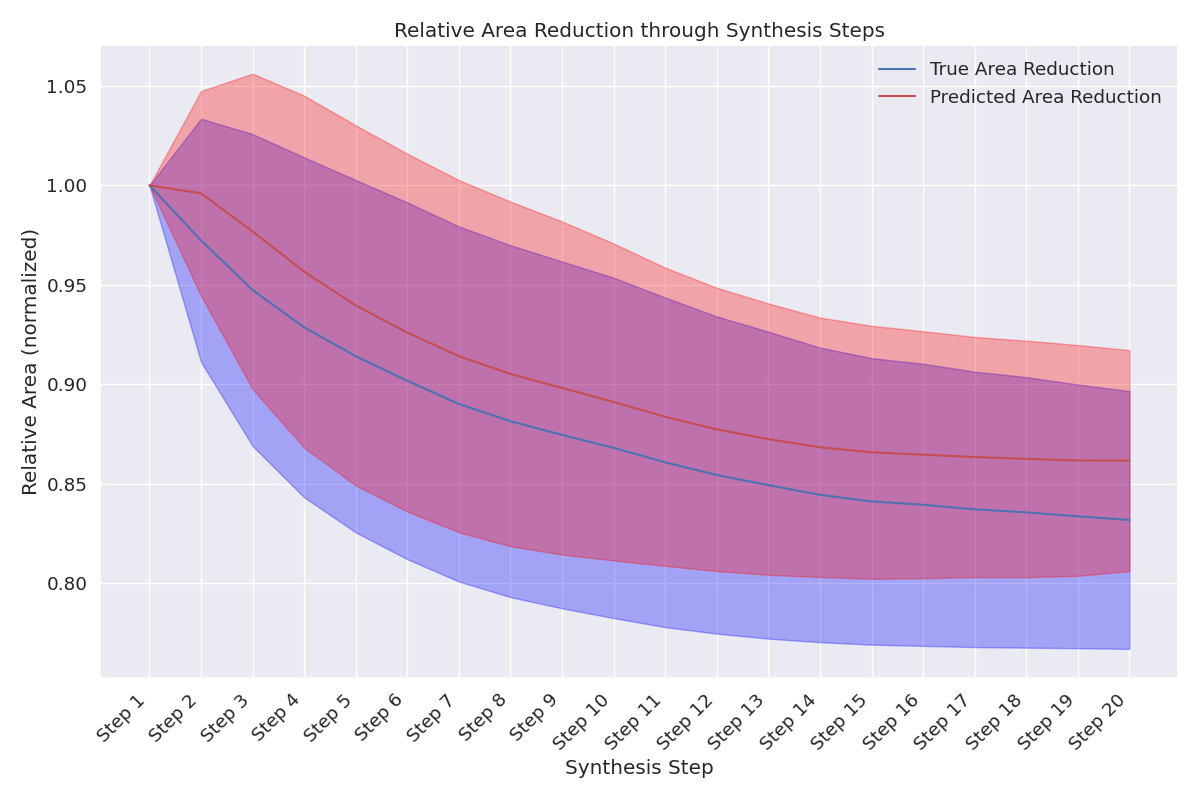 Relative Area Reduction through Synthesis Steps
True Area Reduction
Predicted Area Reduction
Relative Area (normalized)
1.05
1.00
0.95
0.90
0.85
0.80
Step 1
Step 2
Step 3
Step 4
Step 5
Step 6
Step 7
Step 8
Step 9
Step 10
Step 11
Step 12
Step 13
Step 14
Step 15
Step 16
Step 17
Step 18
Step 19
Step 20
Synthesis Step